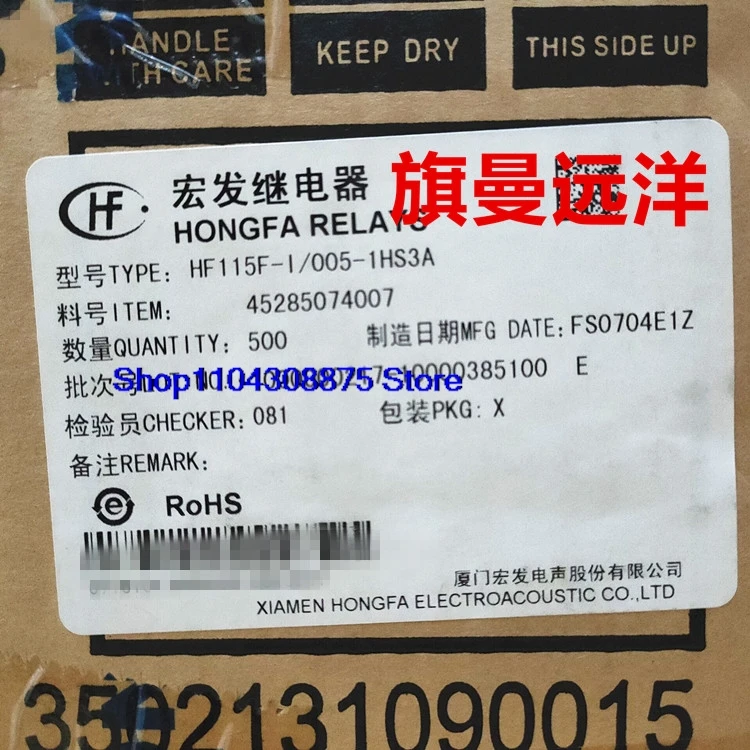 HANDLE
WITH CARE
KEEP DRY
THIS SIDE UP
HF
宏发继电器
HONGFA RELAYS
旗曼远洋
型号TYPE: HF115F-I/005-1HS3A
料号ITEM: 45285074007
数量QUANTITY: 500 制造日期MFG DATE: FS0704E1Z
批次号 10000385100 E
Shop1104308875 Store
检验员CHECKER: 081 包装PKG: X
备注REMARK:
e RoHS
厦门宏发电声股份有限公司
XIAMEN HONGFA ELECTROACOUSTIC CO.,LTD
3502131090015